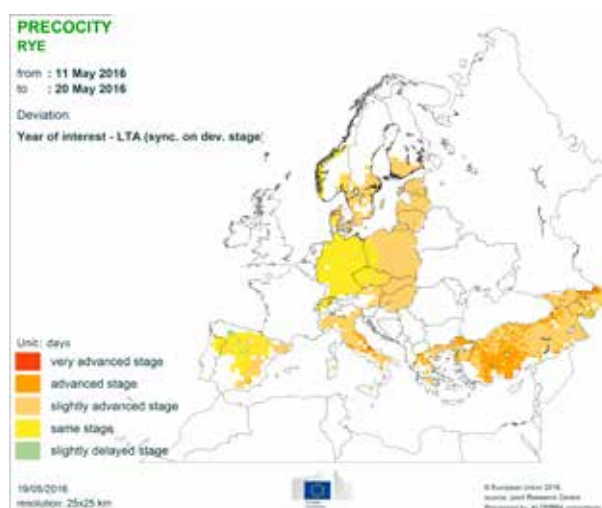 PRECOCITY
RYE
from : 11 May 2016
to : 20 May 2016
Deviation:
Year of interest - LTA (sync. on dev. stage)
Unit: days
very advanced stage
advanced stage
slightly advanced stage
same stage
slightly delayed stage
19/05/2016
resolution: 25x25 km
© European Union 2016
source: Joint Research Centre